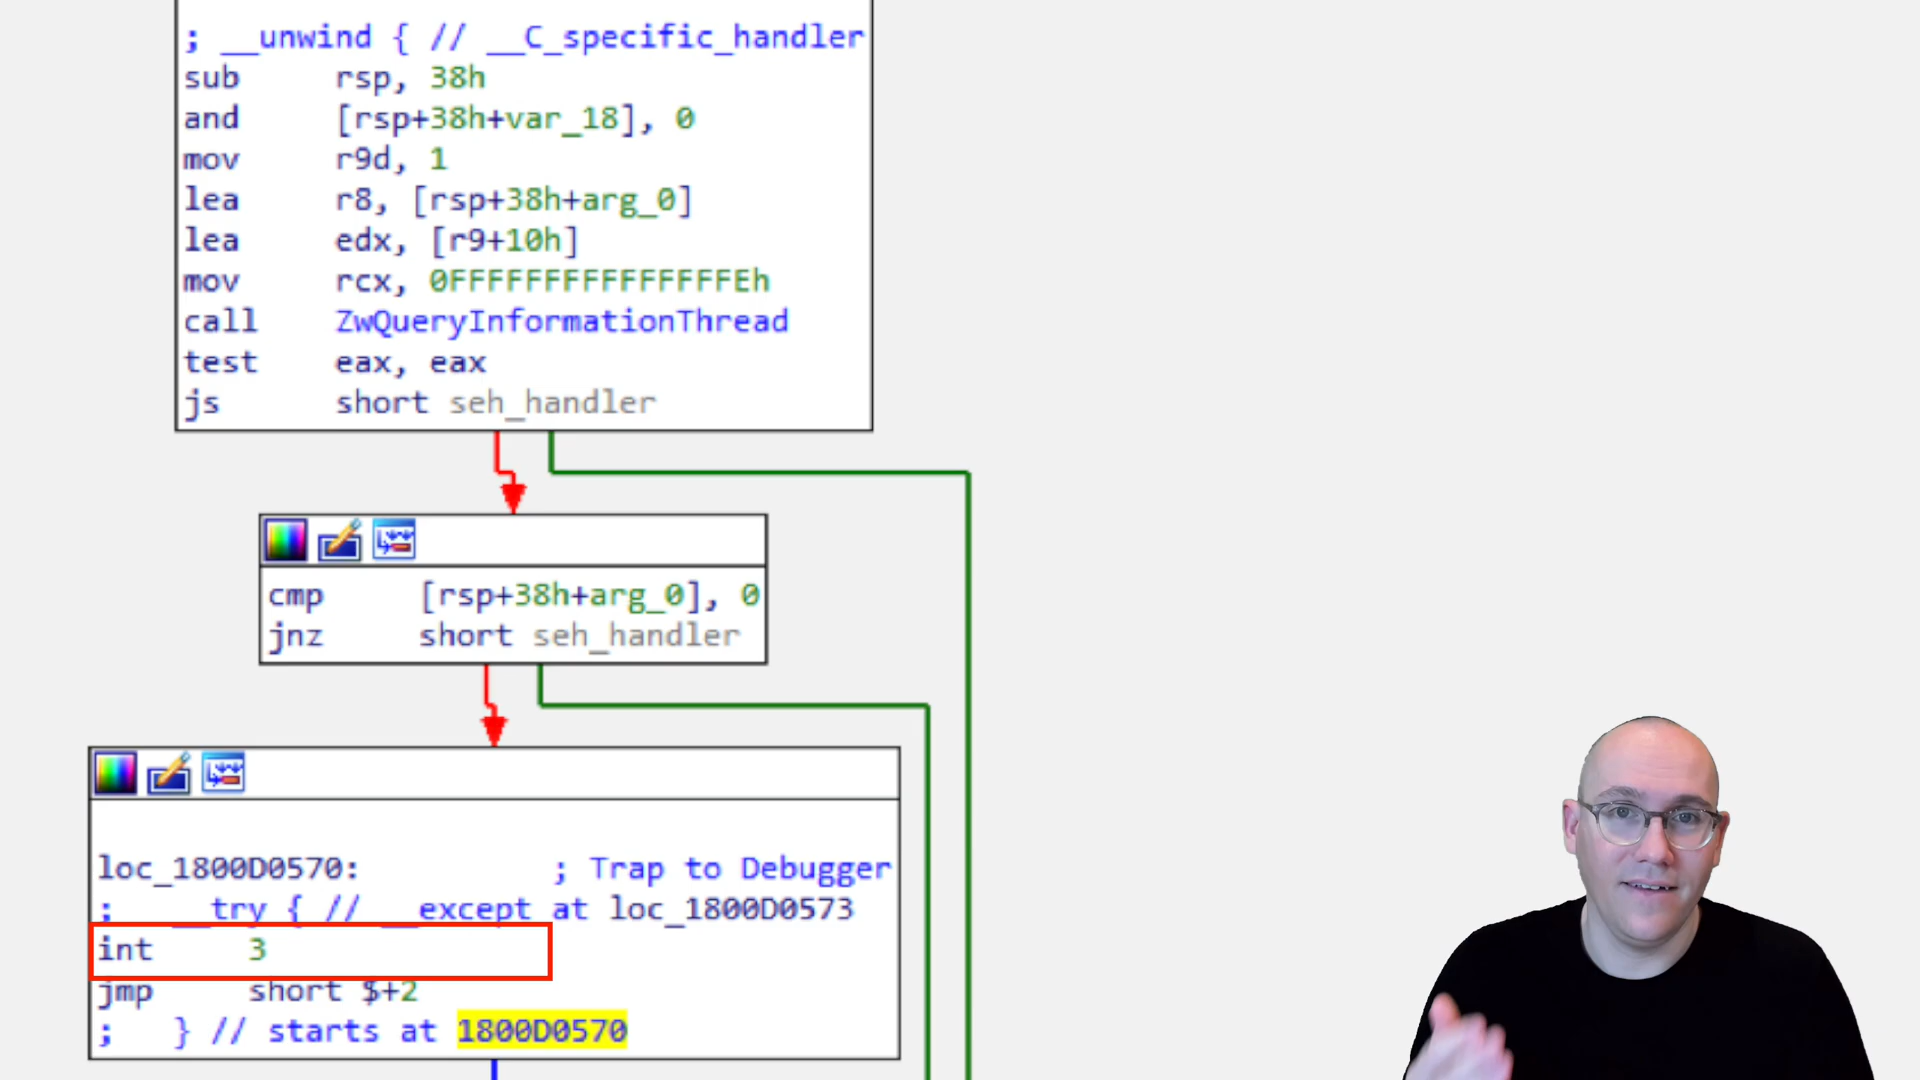 ; __unwind { // __C_specific_handler
sub rsp, 38h
and [rsp+38h+var_18], 0
mov r9d, 1
lea r8, [rsp+38h+arg_0]
lea edx, [r9+10h]
mov rcx, 0FFFFFFFFFFFFFFFEh
call ZwQueryInformationThread
test eax, eax
js short seh_handler
cmp [rsp+38h+arg_0], 0
jnz short seh_handler
loc_1800D0570: ; Trap to Debugger
; __try { // __except at loc_1800D0573
int 3
jmp short $+2
; } // starts at 1800D0570